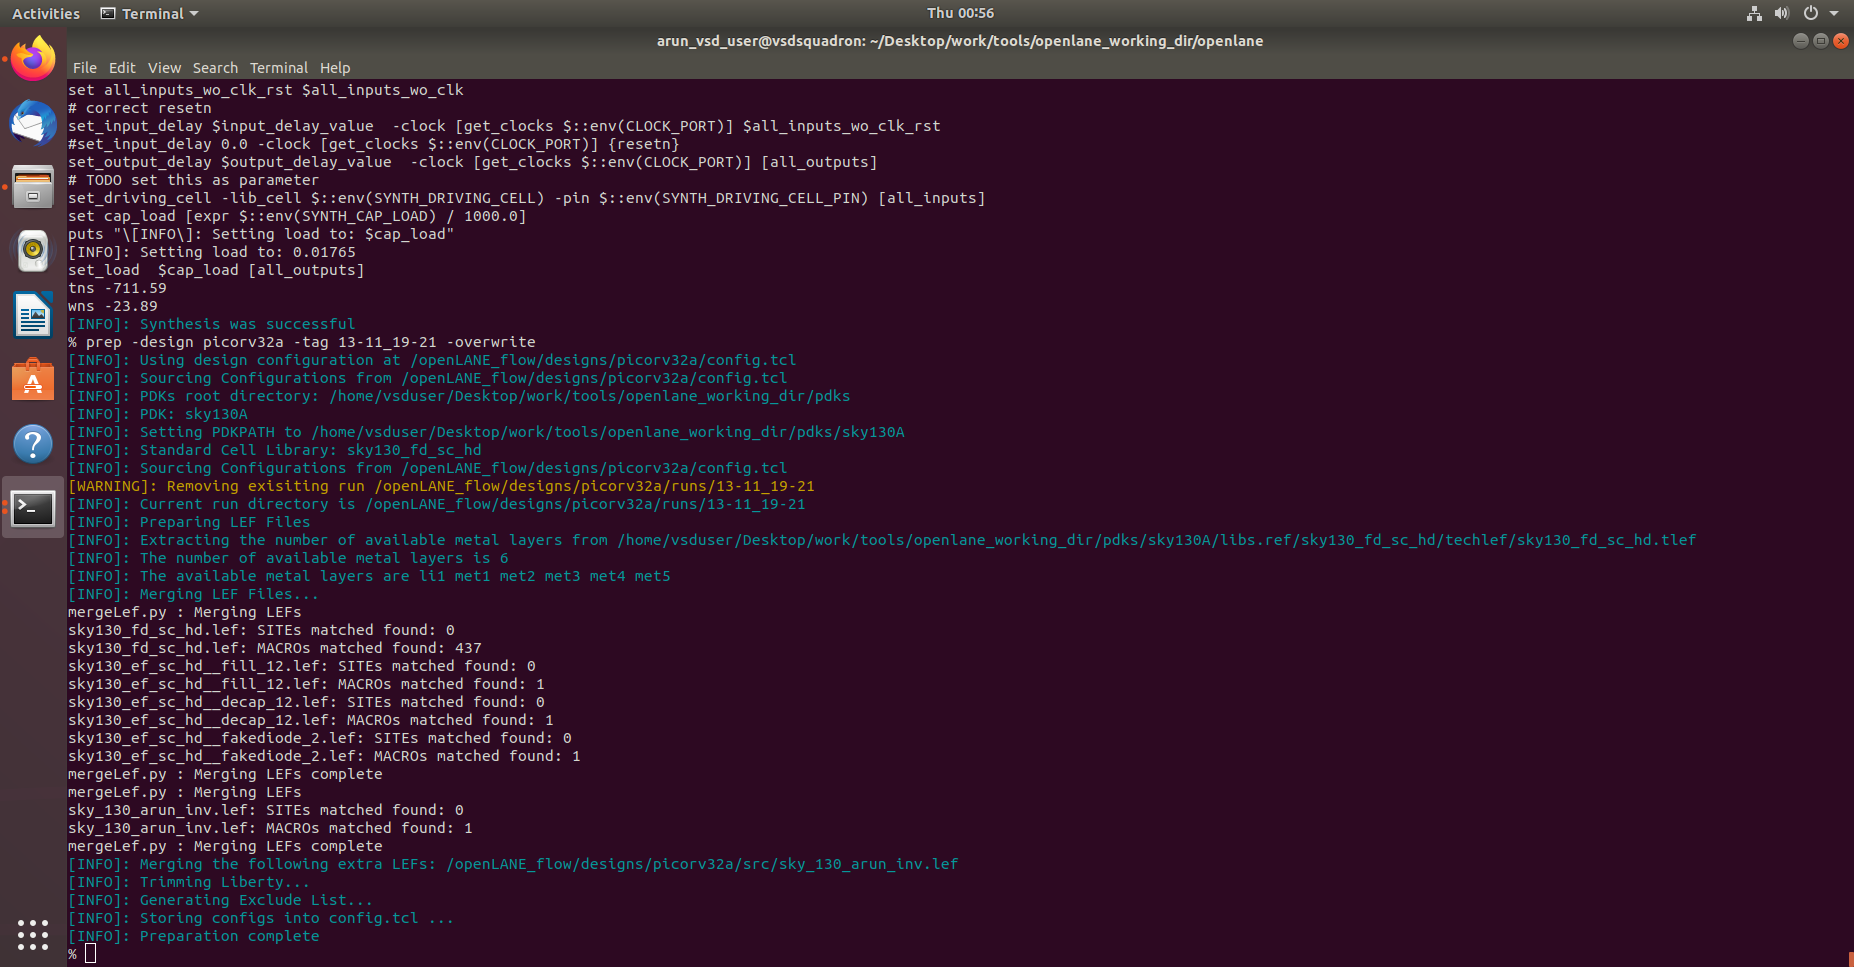 Activities
Terminal
Thu 00:56
arun_vsd_user@vsdsquadron: ~/Desktop/work/tools/openlane_working_dir/openlane
File Edit View Search Terminal Help
set all_inputs_wo_clk_rst $all_inputs_wo_clk
# correct resetn
set_input_delay $input_delay_value  -clock [get_clocks $::env(CLOCK_PORT)] $all_inputs_wo_clk_rst
#set_input_delay 0.0 -clock [get_clocks $::env(CLOCK_PORT)] {resetn}
set_output_delay $output_delay_value  -clock [get_clocks $::env(CLOCK_PORT)] [all_outputs]
# TODO set this as parameter
set_driving_cell -lib_cell $::env(SYNTH_DRIVING_CELL) -pin $::env(SYNTH_DRIVING_CELL_PIN) [all_inputs]
set cap_load [expr $::env(SYNTH_CAP_LOAD) / 1000.0]
puts "\[INFO\]: Setting load to: $cap_load"
[INFO]: Setting load to: 0.01765
set_load  $cap_load [all_outputs]
tns -711.59
wns -23.89
[INFO]: Synthesis was successful
% prep -design picorv32a -tag 13-11_19-21 -overwrite
[INFO]: Using design configuration at /openLANE_flow/designs/picorv32a/config.tcl
[INFO]: Sourcing Configurations from /openLANE_flow/designs/picorv32a/config.tcl
[INFO]: PDKs root directory: /home/vsduser/Desktop/work/tools/openlane_working_dir/pdks
[INFO]: PDK: sky130A
[INFO]: Setting PDKPATH to /home/vsduser/Desktop/work/tools/openlane_working_dir/pdks/sky130A
[INFO]: Standard Cell Library: sky130_fd_sc_hd
[INFO]: Sourcing Configurations from /openLANE_flow/designs/picorv32a/config.tcl
[WARNING]: Removing exisiting run /openLANE_flow/designs/picorv32a/runs/13-11_19-21
[INFO]: Current run directory is /openLANE_flow/designs/picorv32a/runs/13-11_19-21
[INFO]: Preparing LEF Files
[INFO]: Extracting the number of available metal layers from /home/vsduser/Desktop/work/tools/openlane_working_dir/pdks/sky130A/libs.ref/sky130_fd_sc_hd/techlef/sky130_fd_sc_hd.tlef
[INFO]: The number of available metal layers is 6
[INFO]: The available metal layers are li1 met1 met2 met3 met4 met5
[INFO]: Merging LEF Files...
mergeLef.py : Merging LEFs
sky130_fd_sc_hd.lef: SITEs matched found: 0
sky130_fd_sc_hd.lef: MACROs matched found: 437
sky130_ef_sc_hd__fill_12.lef: SITEs matched found: 0
sky130_ef_sc_hd__fill_12.lef: MACROs matched found: 1
sky130_ef_sc_hd__decap_12.lef: SITEs matched found: 0
sky130_ef_sc_hd__decap_12.lef: MACROs matched found: 1
sky130_ef_sc_hd__fakediode_2.lef: SITEs matched found: 0
sky130_ef_sc_hd__fakediode_2.lef: MACROs matched found: 1
mergeLef.py : Merging LEFs complete
mergeLef.py : Merging LEFs
sky_130_arun_inv.lef: SITEs matched found: 0
sky_130_arun_inv.lef: MACROs matched found: 1
mergeLef.py : Merging LEFs complete
[INFO]: Merging the following extra LEFs: /openLANE_flow/designs/picorv32a/src/sky_130_arun_inv.lef
[INFO]: Trimming Liberty...
[INFO]: Generating Exclude List...
[INFO]: Storing configs into config.tcl ...
[INFO]: Preparation complete
%